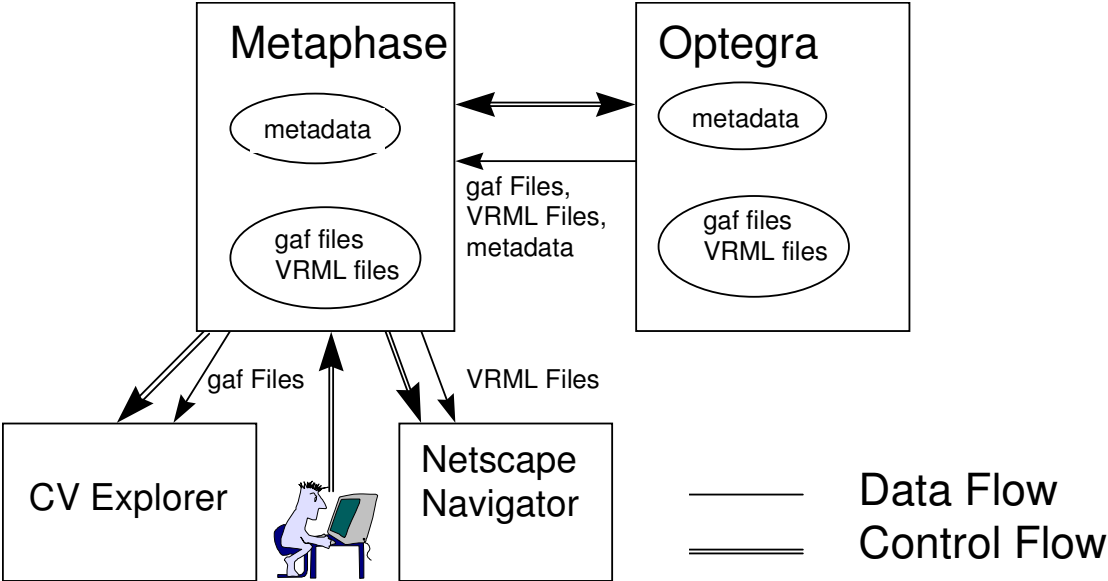 Metaphase
metadata
gaf files
VRML files
Optegra
metadata
gaf files
VRML files
gaf Files,
VRML Files,
metadata
gaf Files
VRML Files
CV Explorer
Netscape
Navigator
Data Flow
Control Flow